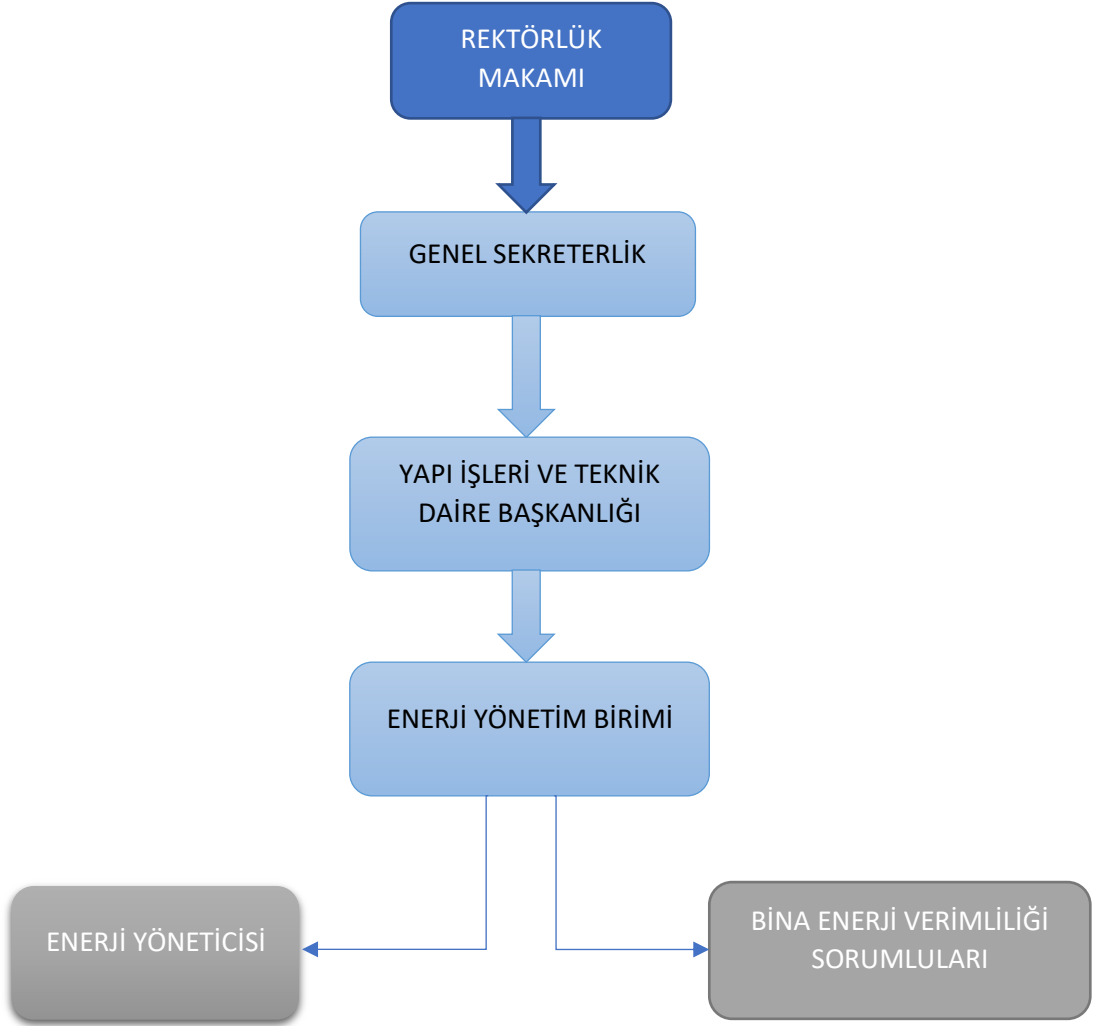 REKTÖRLÜK
MAKAMI
GENEL SEKRETERLİK
YAPI İŞLERİ VE TEKNİK
DAİRE BAŞKANLIĞI
ENERJİ YÖNETİM BİRİMİ
ENERJİ YÖNETİCİSİ
BİNA ENERJİ VERİMLİLİĞİ
SORUMLULARI